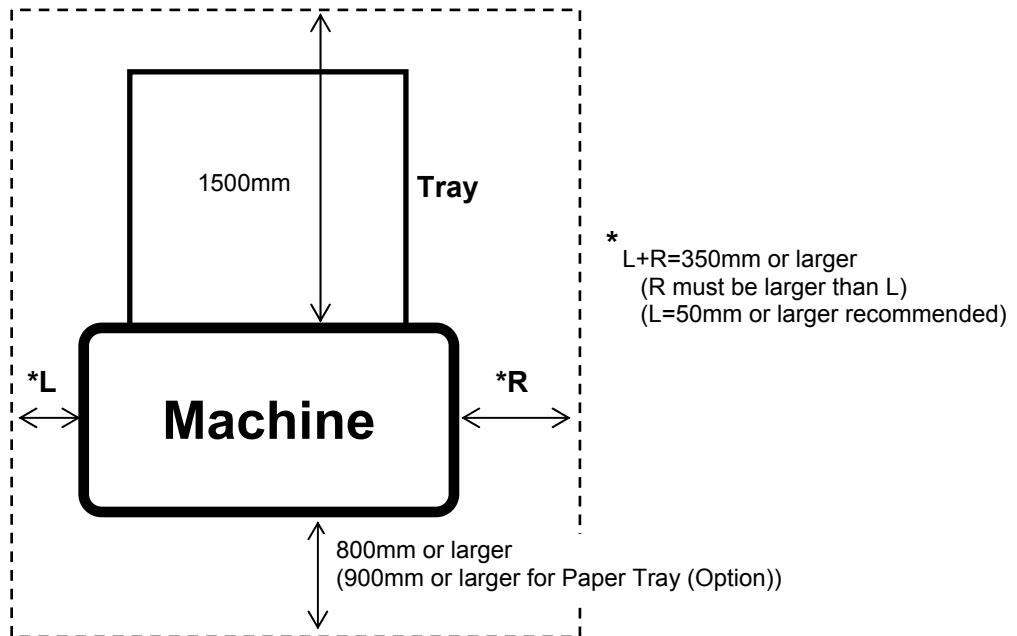 1500mm
Tray
*
L+R=350mm or larger
(R must be larger than L)
(L=50mm or larger recommended)
*L
*R
Machine
800mm or larger
(900mm or larger for Paper Tray (Option))